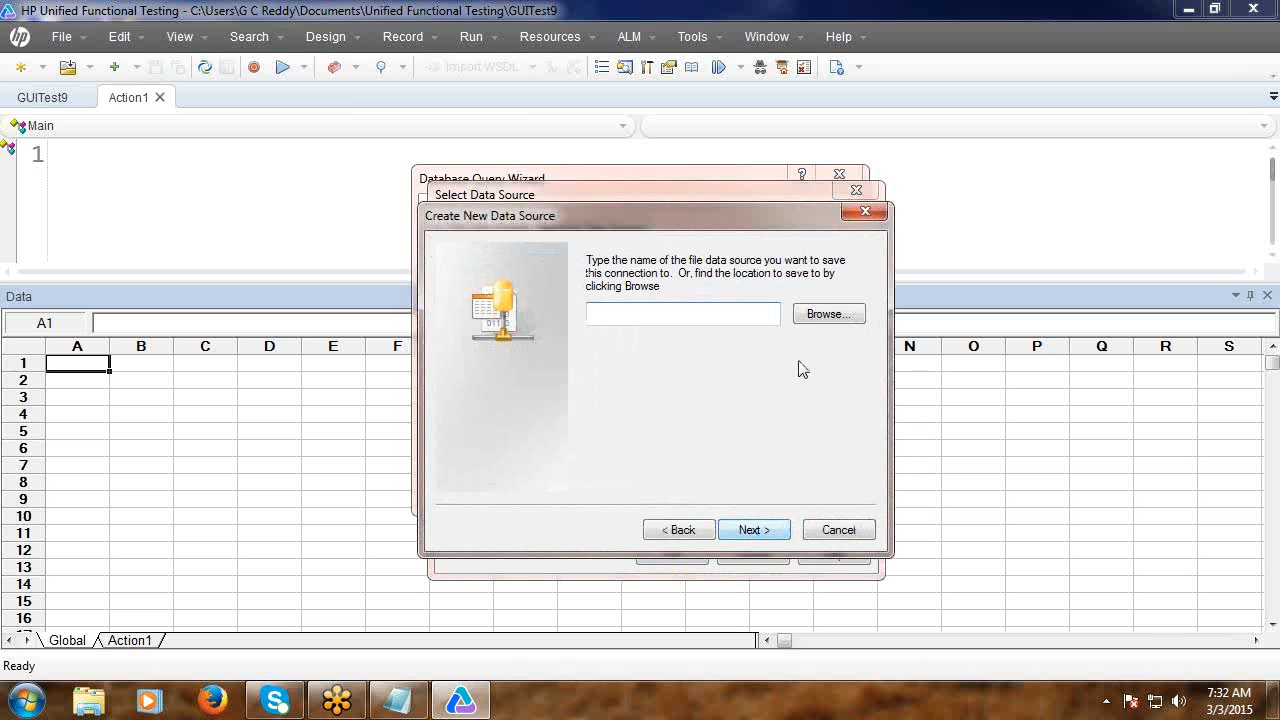 HP Unified Functional Testing - C:\Users\G C Reddy\Documents\Unified Functional Testing\GUITest9
hp File Edit View Search Design Record Run Resources ALM Tools Window Help
Import WSDL
GUITest9 Action1
Main
1
Database Query Wizard ?
Select Data Source
Create New Data Source
Type the name of the file data source you want to save
this connection to. Or, find the location to save to by
clicking Browse
Browse...
Data
A1
A B C D E F N O P Q R S
1
2
3
4
5
6
7
8
9
10
11
12
13
14
15
16
< Back Next > Cancel
Global Action1
Ready
7:32 AM
3/3/2015